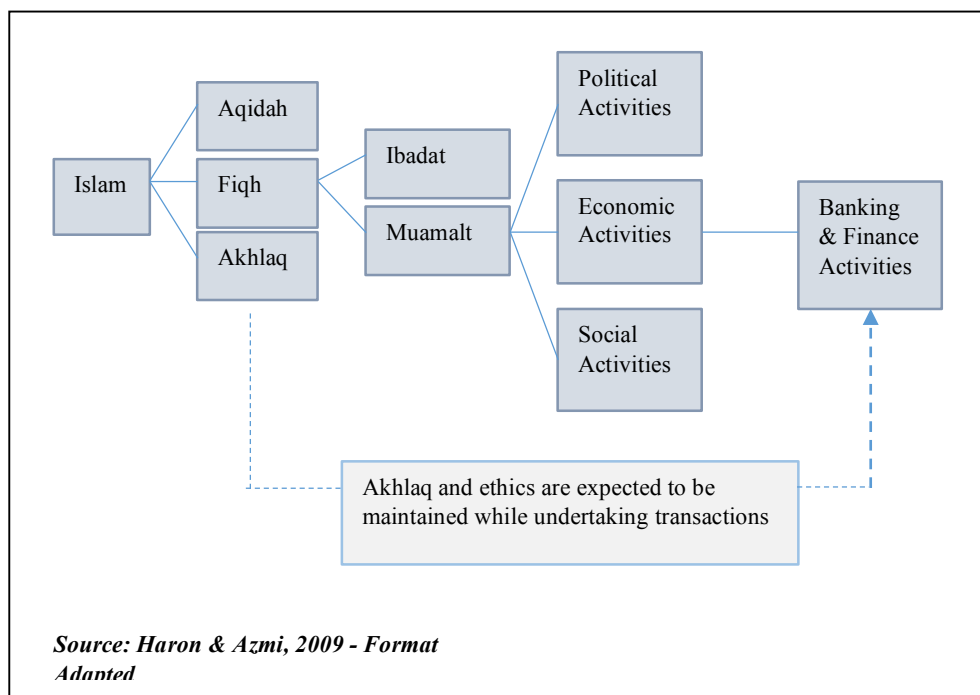 Islam
Aqidah
Fiqh
Akhlaq
Ibadat
Muamalt
Political
Activities
Economic
Activities
Social
Activities
Banking
& Finance
Activities
Akhlaq and ethics are expected to be
maintained while undertaking transactions
Source: Haron & Azmi, 2009 - Format
Adapted